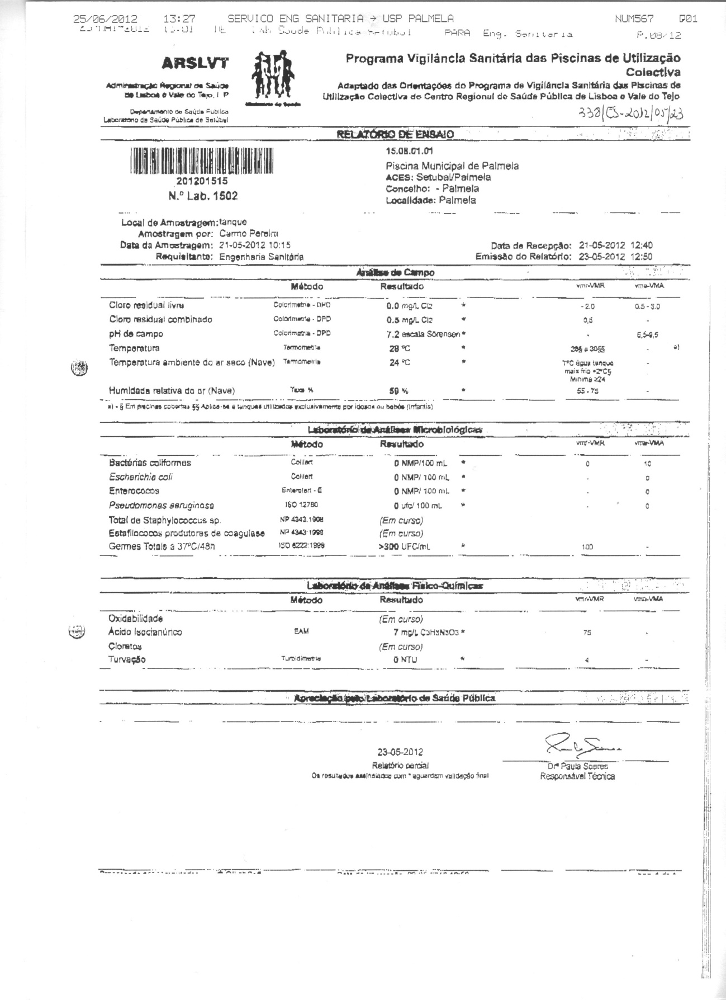 25/06/2012 13:27 SERVICO ENG SANITARIA → USP PALMELA NUM567 D01
Lab Saude Publica Setubal PARA Eng. Sanitaria P.08/12
ARSLVT
Administração Regional de Saúde
de Lisboa e Vale do Tejo, I P
Ministério da Saúde
Departamento de Saúde Publica
Laboratório de Saúde Pública de Setúbal
Programa Vigilância Sanitária das Piscinas de Utilização
Colectiva
Adaptado das Orientações do Programa de Vigilância Sanitária das Piscinas de
Utilização Colectiva do Centro Regional de Saúde Pública de Lisboa e Vale do Tejo
338/ES-2012/05/23
RELATÓRIO DE ENSAIO
201201515
N.º Lab. 1502
15.08.01.01
Piscina Municipal de Palmela
ACES: Setubal/Palmela
Concelho: - Palmela
Localidade: Palmela
Local de Amostragem: tanque
Amostragem por: Carmo Pereira
Data da Amostragem: 21-05-2012 10:15 Data de Recepção: 21-05-2012 12:40
Requisitante: Engenharia Sanitária Emissão do Relatório: 23-05-2012 12:50
Análise de Campo
Método Resultado vmr-VMR vma-VMA
Cloro residual livre Colorimetria - DPD 0.0 mg/L Cl2 * - 2.0 0.5 - 3.0
Cloro residual combinado Colorimetria - DPD 0.5 mg/L Cl2 * 0,5 -
pH de campo Colorimetria - DPD 7.2 escala Sörensen * -
Temperatura Termometria 28 ºC * - a)
Temperatura ambiente do ar seco (Nave) Termometria 24 ºC * TºC água tanque -
mais frio +2ºC§
Minima ≥24
Humidade relativa do ar (Nave) Taxa % 59 % * 55 - 75 -
a) - § Em piscinas cobertas §§ Aplica-se a tanques utilizados exclusivamente por idosos ou bebés (infantis)
Laboratório de Análises Microbiológicas
Método Resultado vmr-VMR vma-VMA
Bactérias coliformes Colilert 0 NMP/100 mL * 0 10
Escherichia coli Colilert 0 NMP/ 100 mL * - 0
Enterococos Enterolert - E 0 NMP/ 100 mL * - 0
Pseudomonas aeruginosa ISO 12780 0 ufc/ 100 mL * - 0
Total de Staphylococcus sp. NP 4343:1998 (Em curso)
Estafilococos produtores de coagulase NP 4343:1998 (Em curso)
Germes Totais a 37ºC/48h ISO 6222:1999 >300 UFC/mL * 100 -
Laboratório de Análises Físico-Químicas
Método Resultado vmr-VMR vma-VMA
Oxidabilidade (Em curso)
Ácido Isocianúrico EAM 7 mg/L C3H3N3O3 * 75 -
Cloretos (Em curso)
Turvação Turbidimetria 0 NTU * 4 -
Apreciação pelo Laboratório de Saúde Pública
23-05-2012
Relatório parcial
Os resultados assinalados com * aguardam validação final
Drª Paula Soares
Responsável Técnica